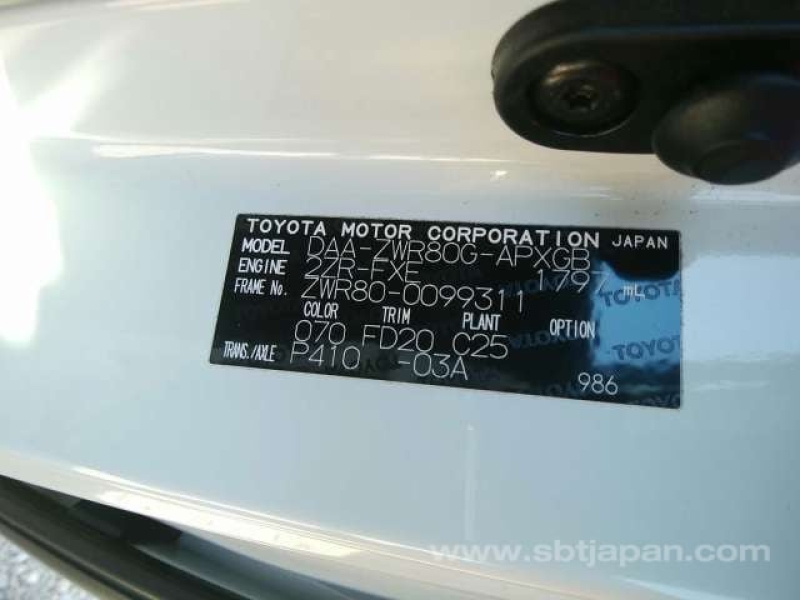 TOYOTA MOTOR CORPORATION JAPAN
MODEL DAA-ZWR80G-APXGB
ENGINE 2ZR-FXE 1797 mL
FRAME No. ZWR80-0099311
COLOR TRIM PLANT OPTION
070 FD20 C25
TRANS./AXLE P410 -03A
986
www.sbtjapan.com